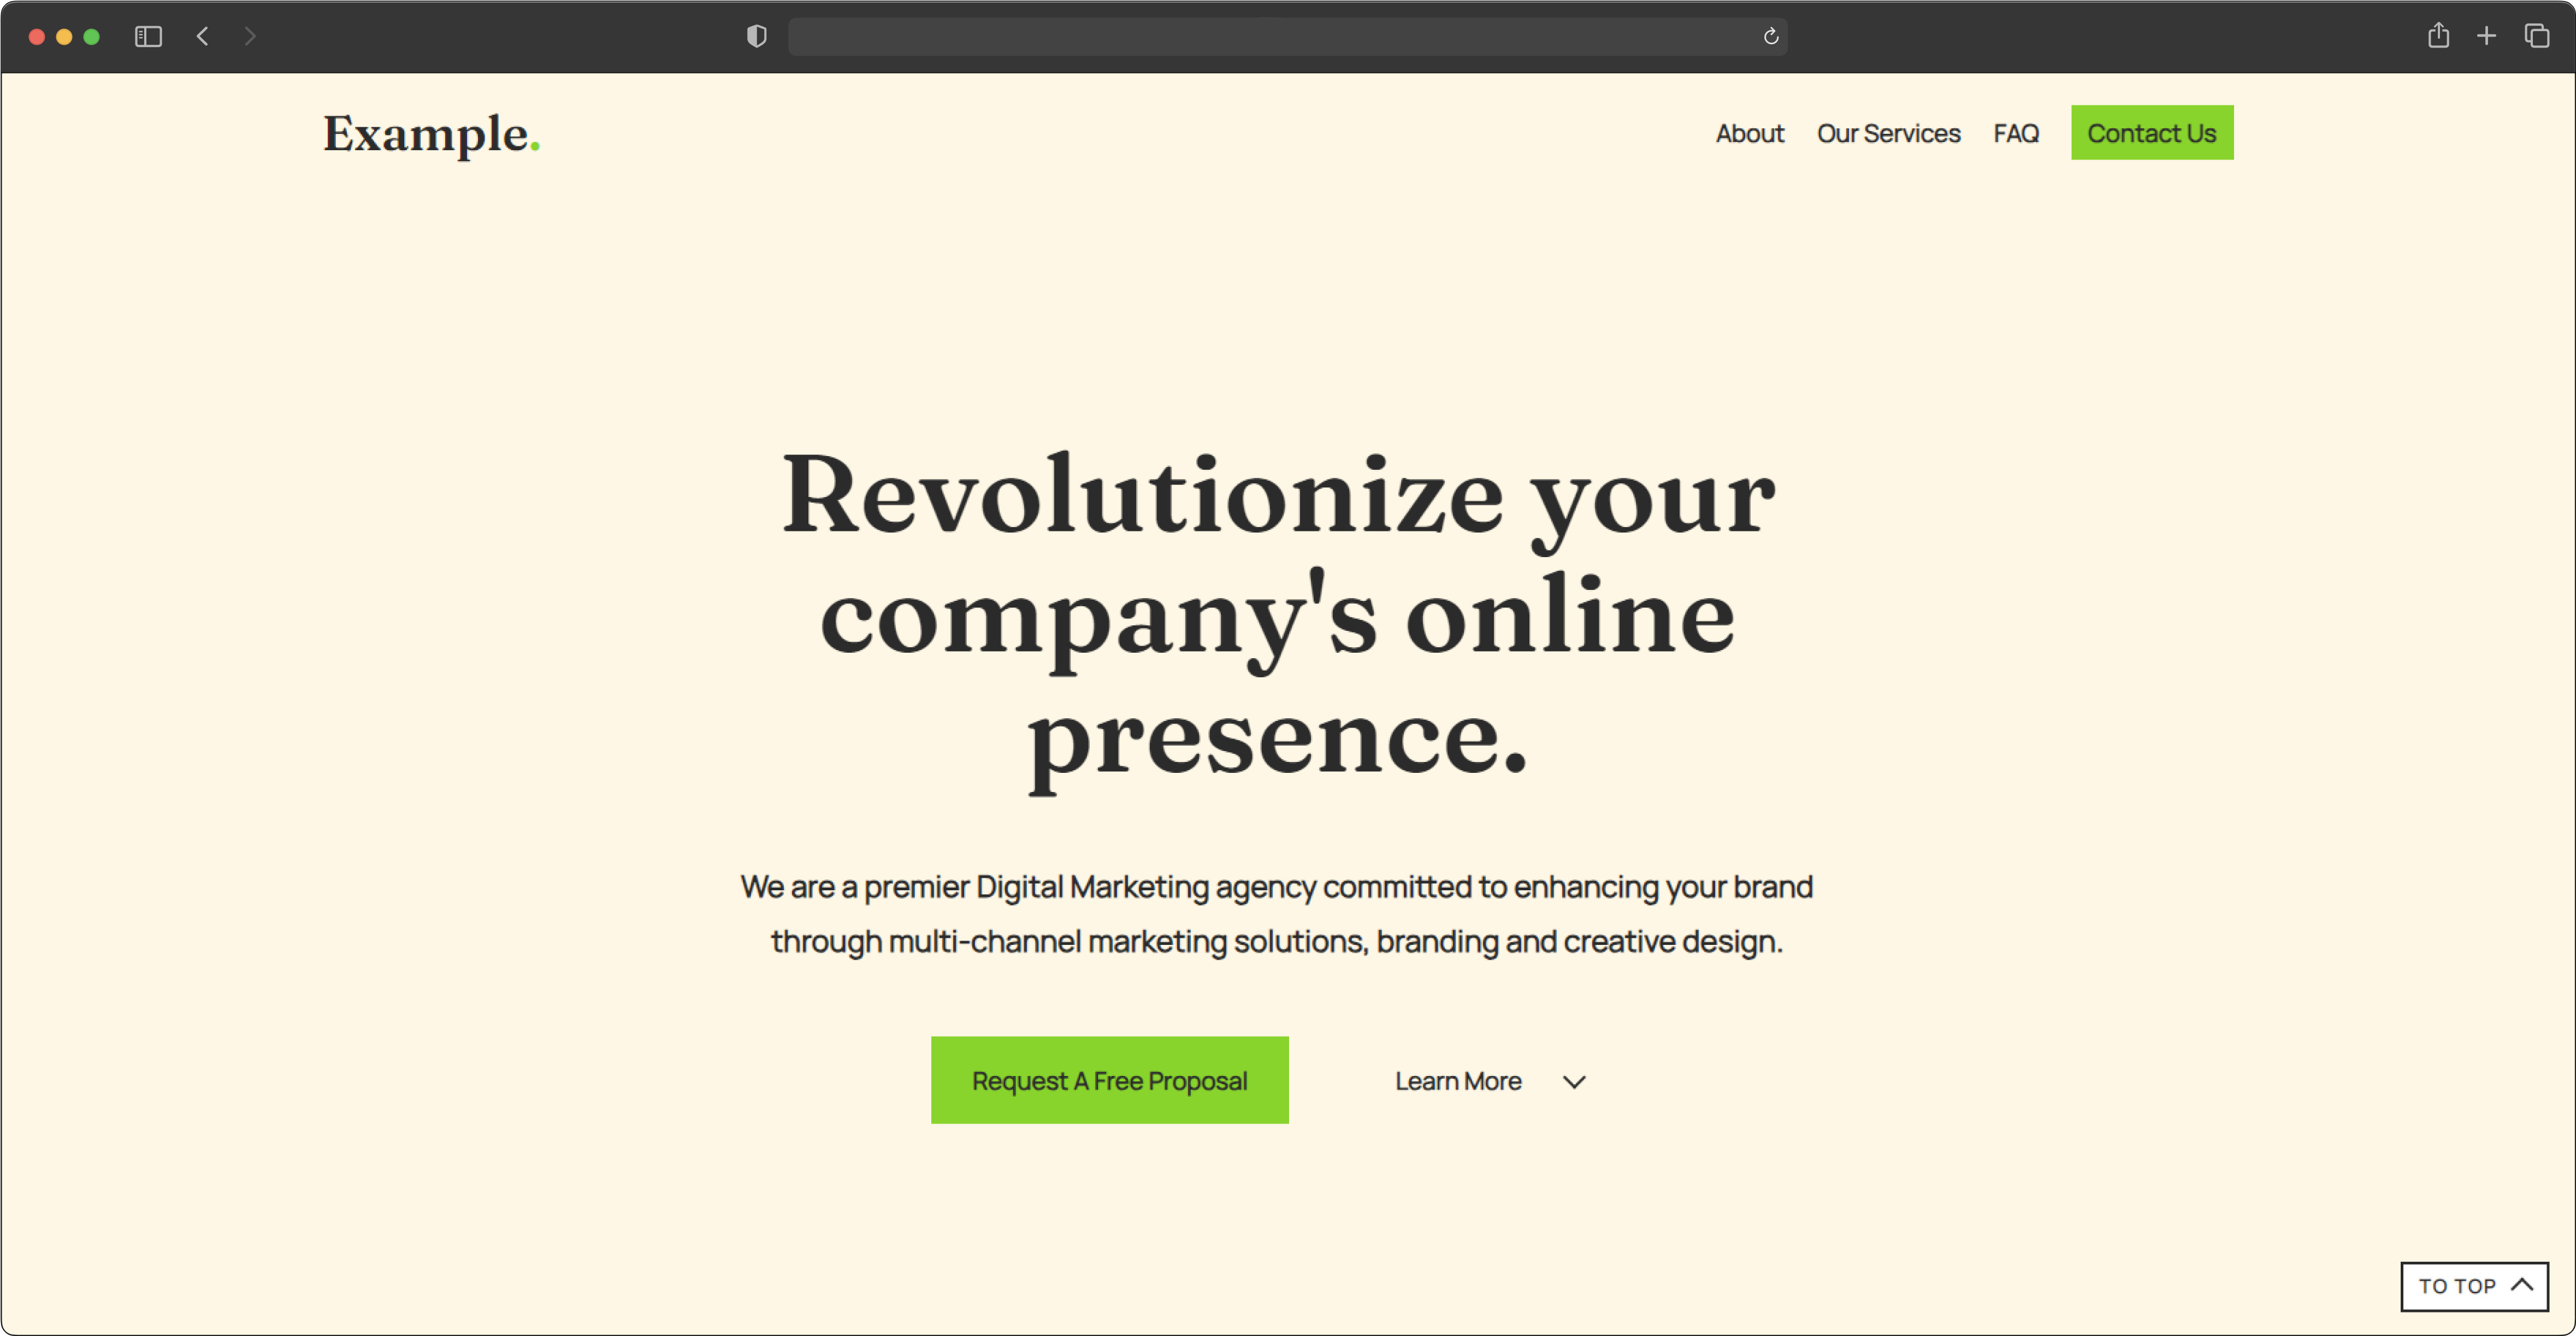 Example.
About
Our Services
FAQ
Contact Us
Revolutionize your
company's online
presence.
We are a premier Digital Marketing agency committed to enhancing your brand
through multi-channel marketing solutions, branding and creative design.
Request A Free Proposal
Learn More
TO TOP